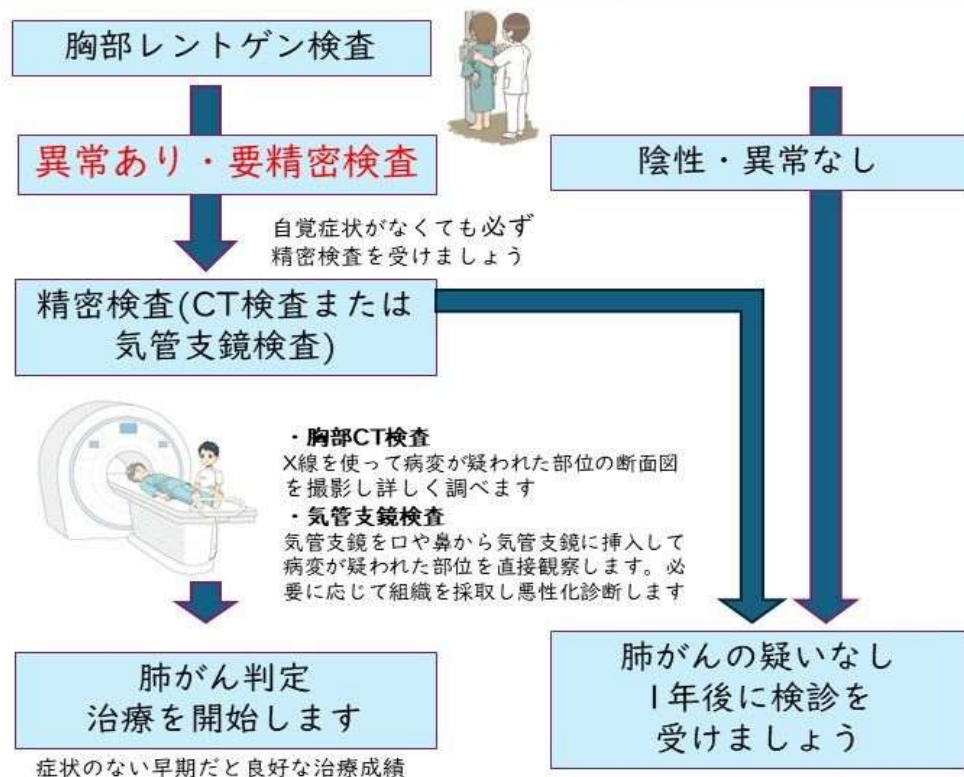 胸部レントゲン検査
異常あり・要精密検査
陰性・異常なし
自覚症状がなくても必ず
精密検査を受けましょう
精密検査(CT検査または
気管支鏡検査)
・胸部CT検査
X線を使って病変が疑われた部位の断面図
を撮影し詳しく調べます
・気管支鏡検査
気管支鏡を口や鼻から気管支鏡に挿入して
病変が疑われた部位を直接観察します。必
要に応じて組織を採取し悪性化診断します
肺がん判定
治療を開始します
症状のない早期だと良好な治療成績
肺がんの疑いなし
1年後に検診を
受けましょう